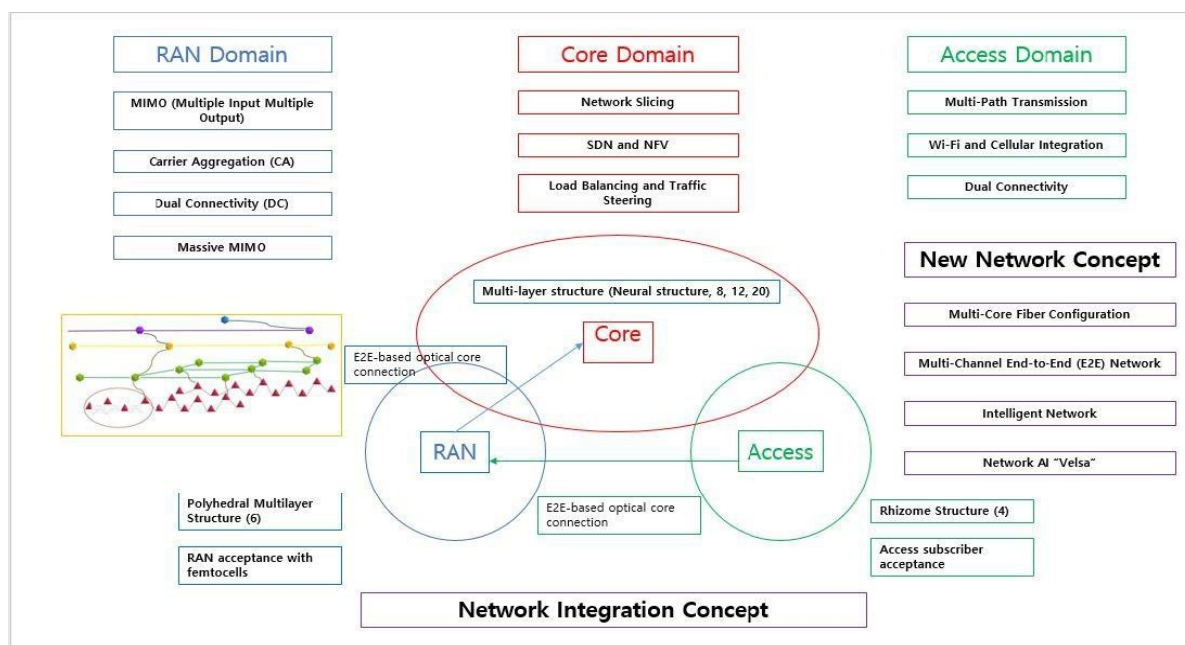 RAN Domain
MIMO (Multiple Input Multiple
Output)
Carrier Aggregation (CA)
Dual Connectivity (DC)
Massive MIMO
Core Domain
Network Slicing
SDN and NFV
Load Balancing and Traffic
Steering
Access Domain
Multi-Path Transmission
Wi-Fi and Cellular Integration
Dual Connectivity
New Network Concept
Multi-Core Fiber Configuration
Multi-Channel End-to-End (E2E) Network
Intelligent Network
Network AI "Velsa"
Multi-layer structure (Neural structure, 8, 12, 20)
Core
E2E-based optical core
connection
RAN
Access
E2E-based optical core
connection
Polyhedral Multilayer
Structure (6)
RAN acceptance with
femtocells
Rhizome Structure (4)
Access subscriber
acceptance
Network Integration Concept